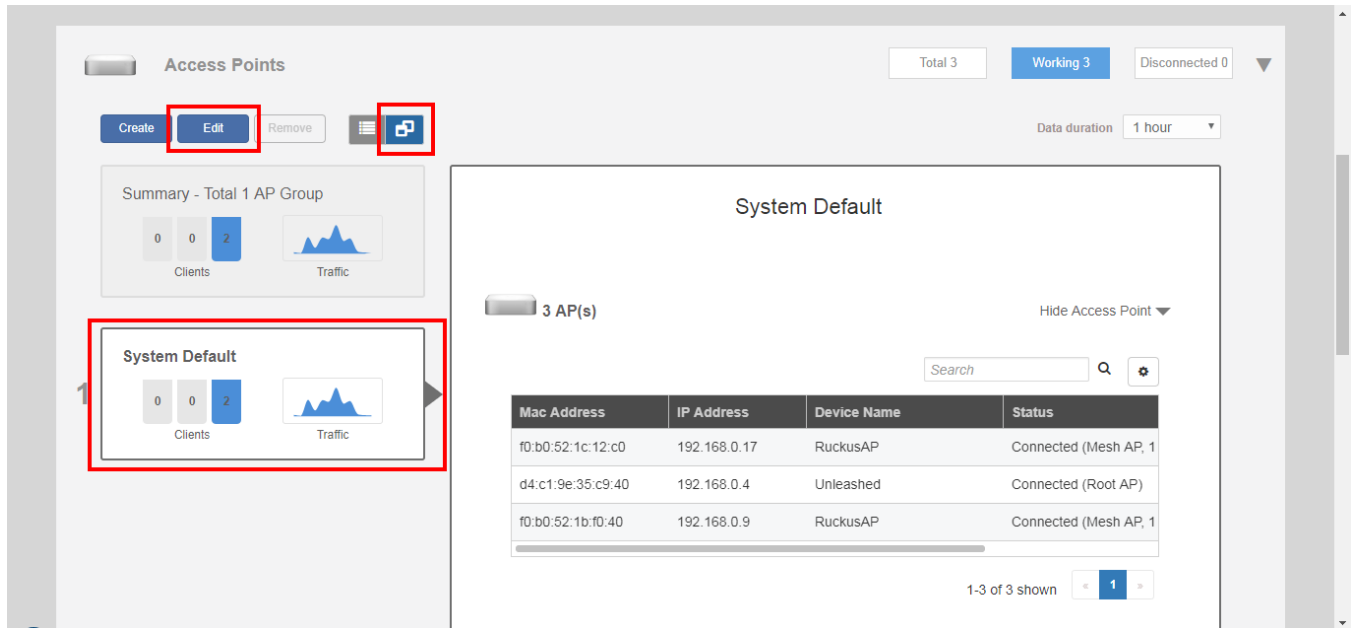 Access Points
Total 3
Working 3
Disconnected 0
Create
Edit
Remove
Data duration
1 hour
Summary - Total 1 AP Group
0 0 2
Clients
Traffic
System Default
0 0 2
Clients
Traffic
1
System Default
3 AP(s)
Hide Access Point
Search
Mac Address IP Address Device Name Status
f0:b0:52:1c:12:c0 192.168.0.17 RuckusAP Connected (Mesh AP, 1
d4:c1:9e:35:c9:40 192.168.0.4 Unleashed Connected (Root AP)
f0:b0:52:1b:f0:40 192.168.0.9 RuckusAP Connected (Mesh AP, 1
1-3 of 3 shown « 1 »